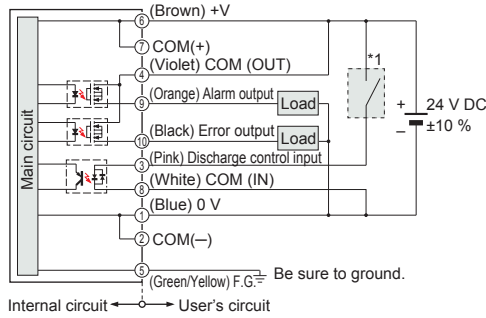 (Brown) +V
6
7 COM(+)
(Violet) COM (OUT)
4
*1
(Orange) Alarm output
9
Load
+ 24 V DC
– ±10 %
(Black) Error output
10
Load
(Pink) Discharge control input
3
(White) COM (IN)
8
(Blue) 0 V
1
2 COM(—)
5
(Green/Yellow) F.G.
Be sure to ground.
Main circuit
Internal circuit
User's circuit